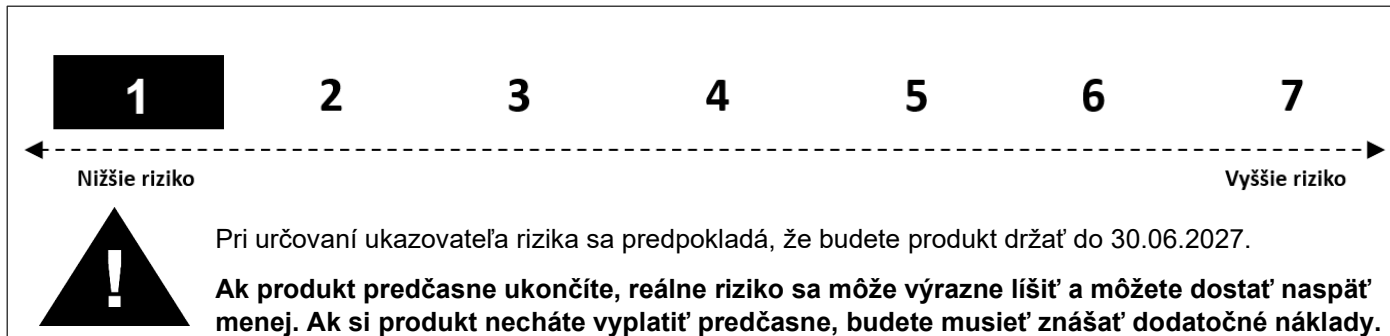 1 2 3 4 5 6 7
Nižšie riziko Vyššie riziko
!
Pri určovaní ukazovateľa rizika sa predpokladá, že budete produkt držať do 30.06.2027.
Ak produkt predčasne ukončíte, reálne riziko sa môže výrazne líšiť a môžete dostať naspäť
menej. Ak si produkt necháte vyplatiť predčasne, budete musieť znášať dodatočné náklady.